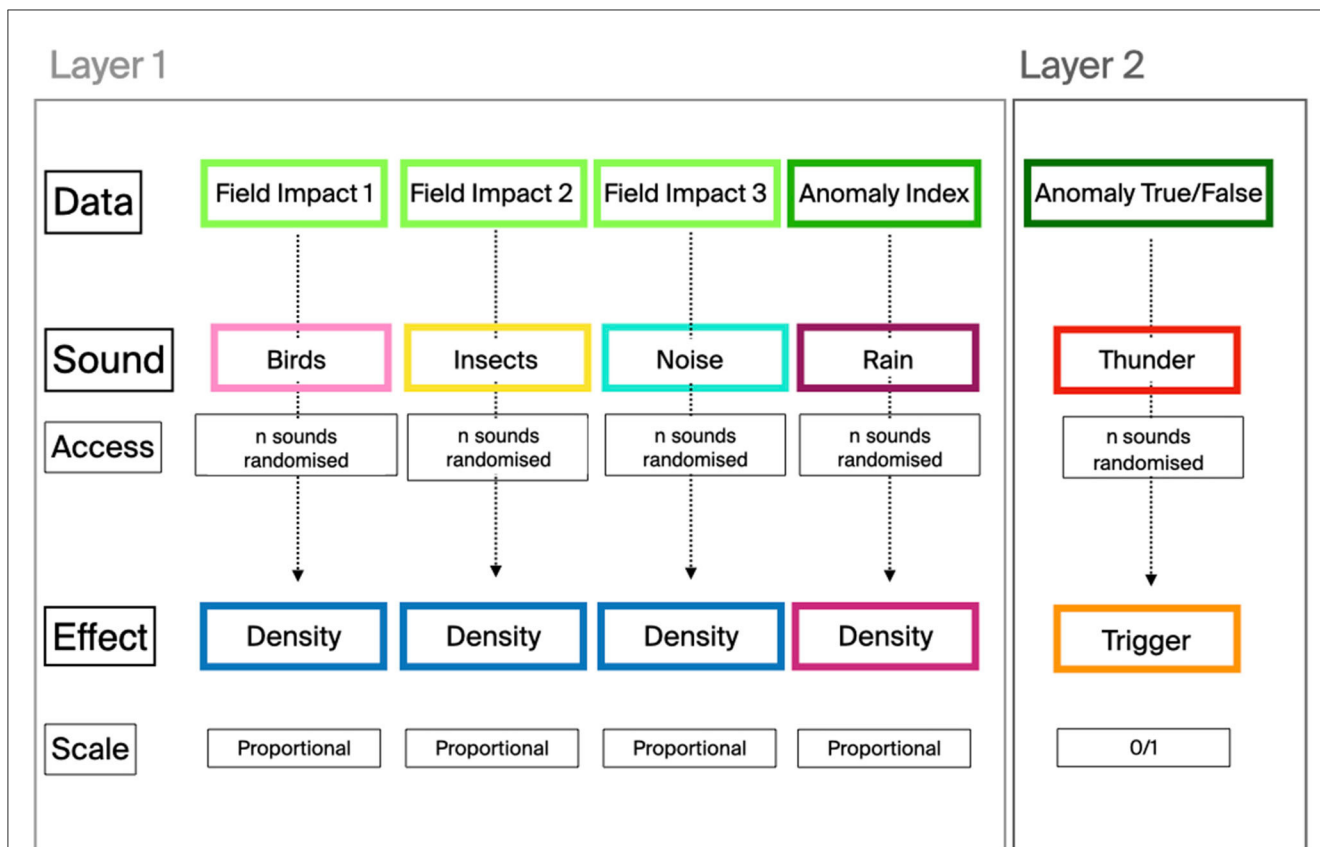 Layer 1
Layer 2
Data
Field Impact 1
Field Impact 2
Field Impact 3
Anomaly Index
Anomaly True/False
Sound
Birds
Insects
Noise
Rain
Thunder
Access
n sounds
randomised
n sounds
randomised
n sounds
randomised
n sounds
randomised
n sounds
randomised
Effect
Density
Density
Density
Density
Trigger
Scale
Proportional
Proportional
Proportional
Proportional
0/1